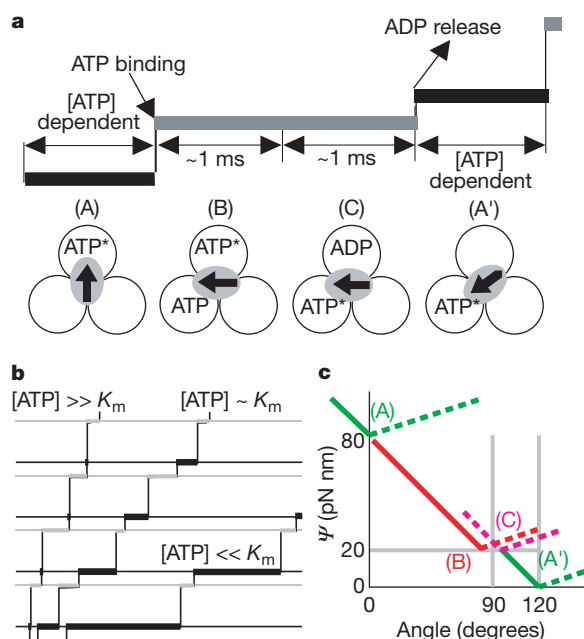 a
ADP release
ATP binding
[ATP]
dependent
~1 ms
~1 ms
[ATP]
dependent
(A)
(B)
(C)
(A')
ATP*
ATP*
ATP
ADP
ATP*
ATP*
b
[ATP] >> Km
[ATP] ~ Km
[ATP] << Km
c
Ψ (pN nm)
80
20
0
(A)
(B)
(C)
(A')
0
90
120
Angle (degrees)